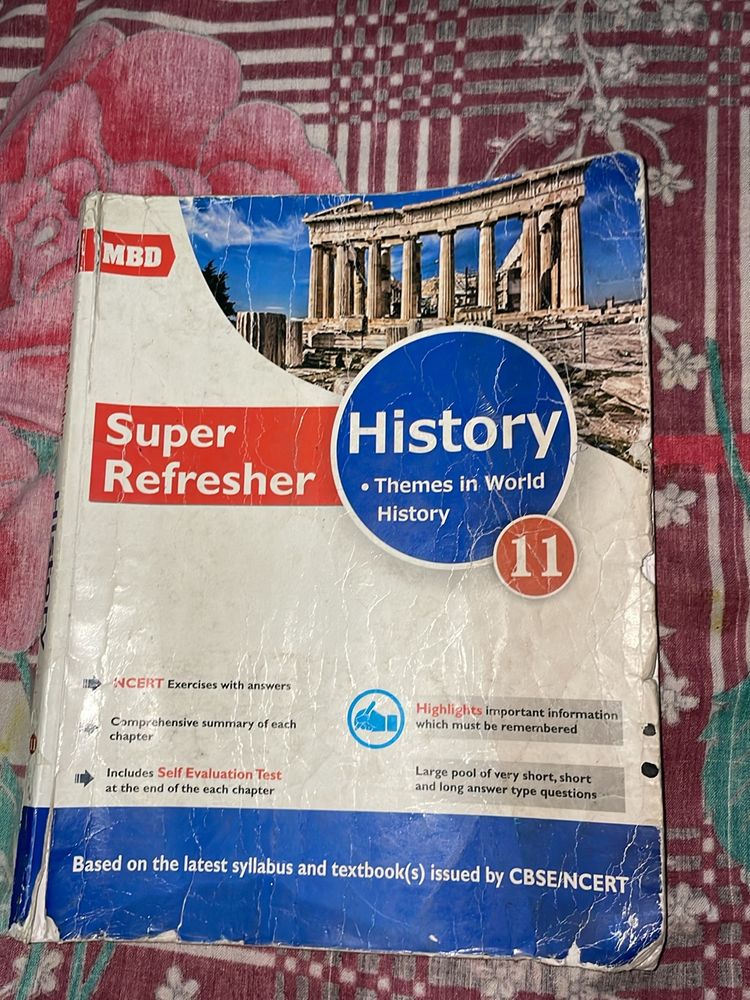 MBD
Super
Refresher
History
• Themes in World
History
11
NCERT Exercises with answers
Comprehensive summary of each
chapter
Includes Self Evaluation Test
at the end of the each chapter
Highlights important information
which must be remembered
Large pool of very short, short
and long answer type questions
Based on the latest syllabus and textbook(s) issued by CBSE/NCERT